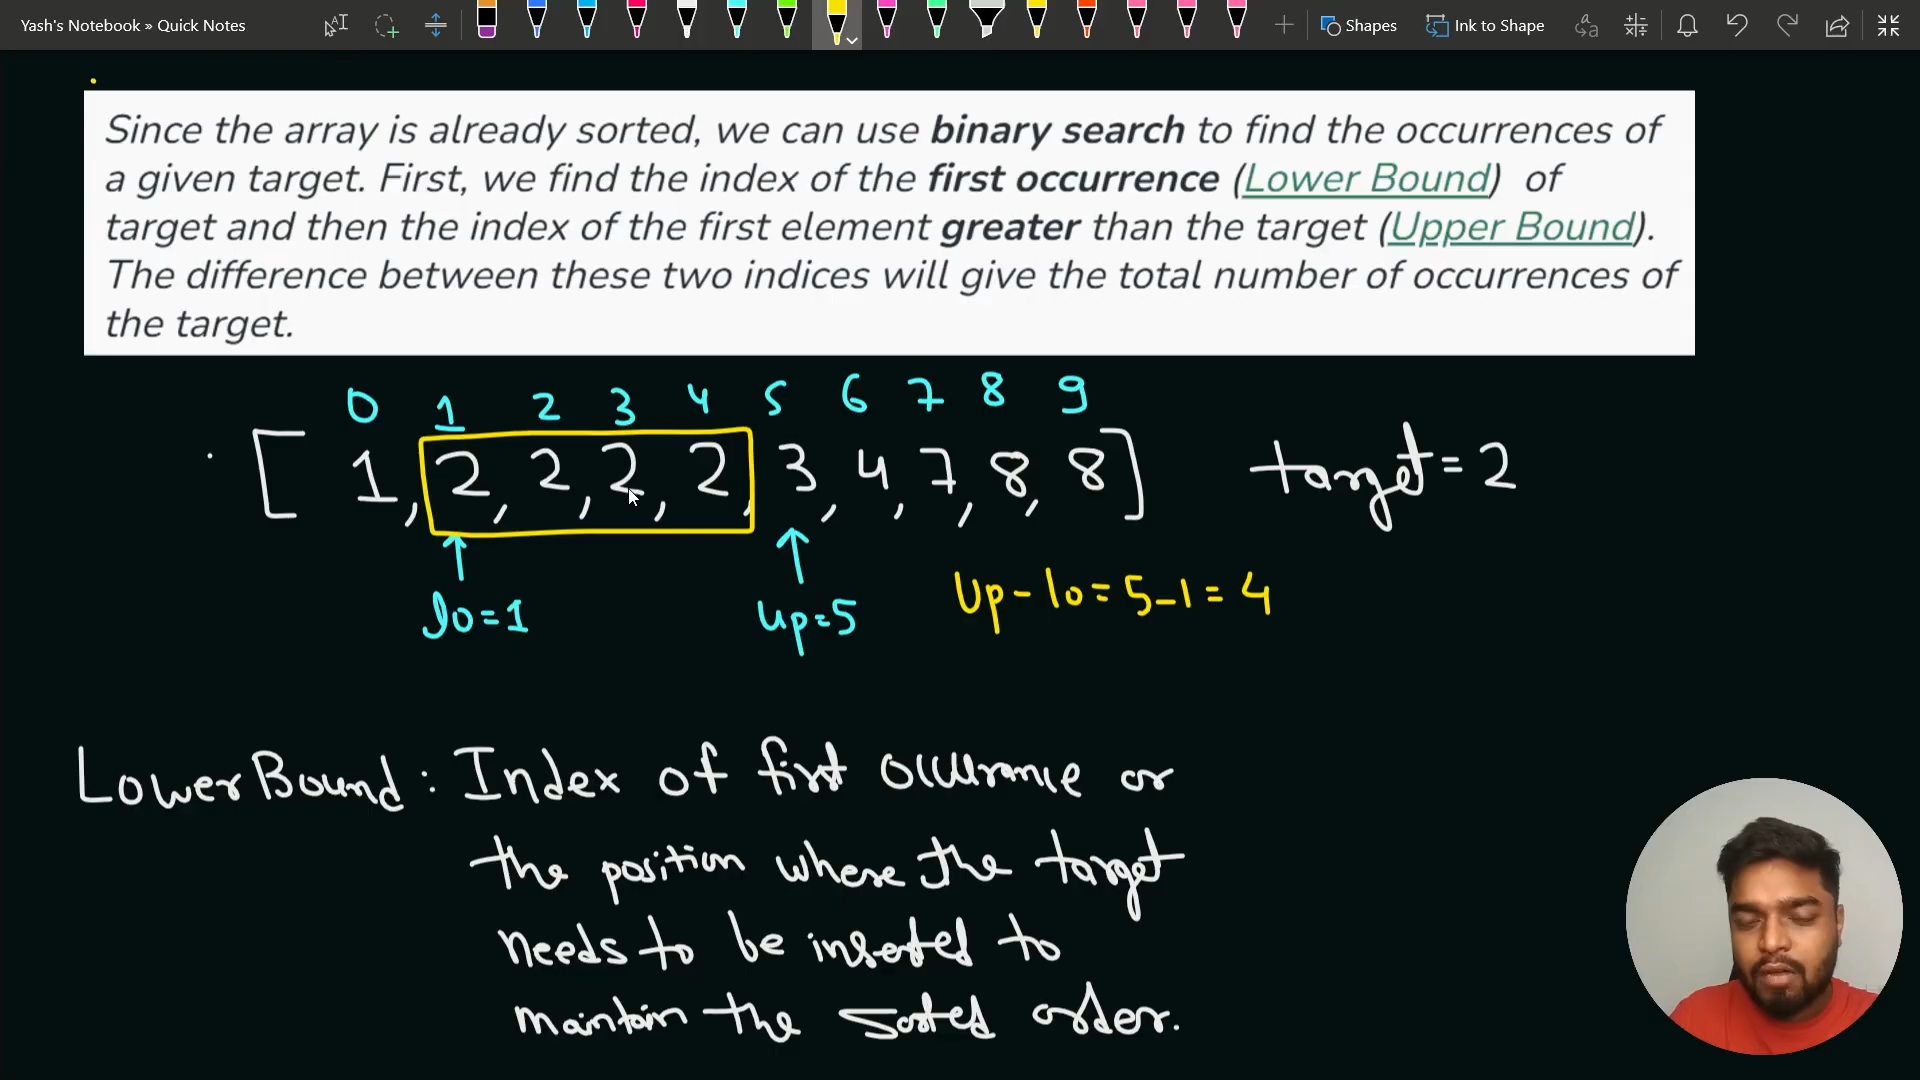 Yash's Notebook » Quick Notes
Shapes
Ink to Shape
Since the array is already sorted, we can use binary search to find the occurrences of
a given target. First, we find the index of the first occurrence (Lower Bound) of
target and then the index of the first element greater than the target (Upper Bound).
The difference between these two indices will give the total number of occurrences of
the target.
0 1 2 3 4 5 6 7 8 9
[ 1, 2, 2, 2, 2, 3, 4, 7, 8, 8] target = 2
lo=1 up=5 Up - lo = 5-1 = 4
Lower Bound : Index of first occurance or
the position where the target
needs to be inserted to
maintain the sorted order.